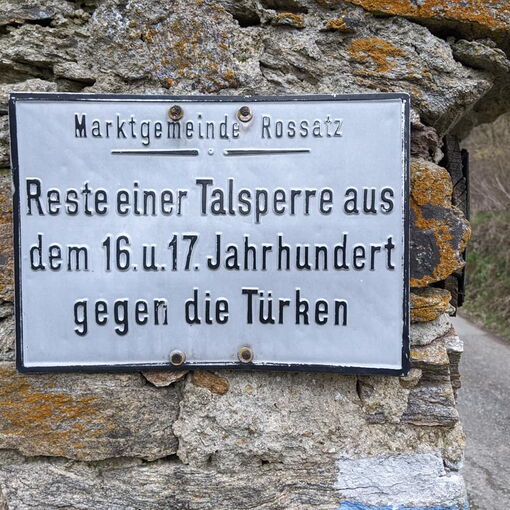 Marktgemeinde Rossatz
Reste einer Talsperre aus
dem 16. u. 17. Jahrhundert
gegen die Türken